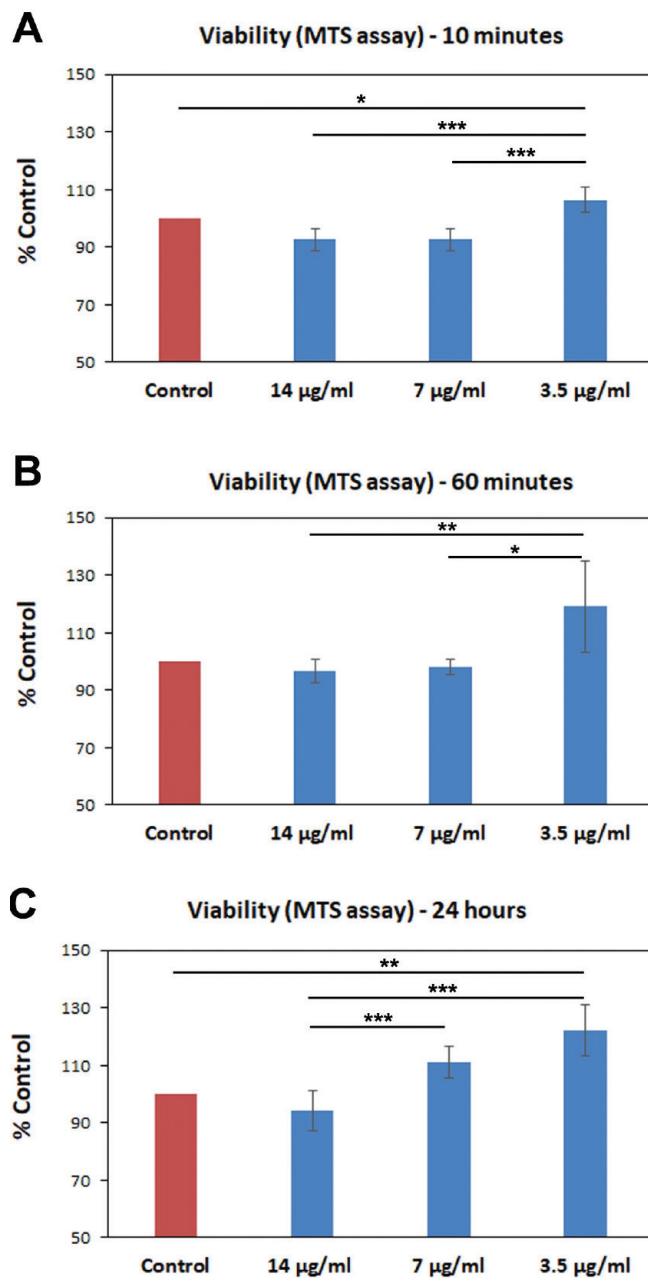 A
Viability (MTS assay) - 10 minutes
% Control
150
130
110
90
70
50
*
***
***
Control 14 µg/ml 7 µg/ml 3.5 µg/ml
B
Viability (MTS assay) - 60 minutes
% Control
150
130
110
90
70
50
**
*
Control 14 µg/ml 7 µg/ml 3.5 µg/ml
C
Viability (MTS assay) - 24 hours
% Control
150
130
110
90
70
50
**
***
***
Control 14 µg/ml 7 µg/ml 3.5 µg/ml